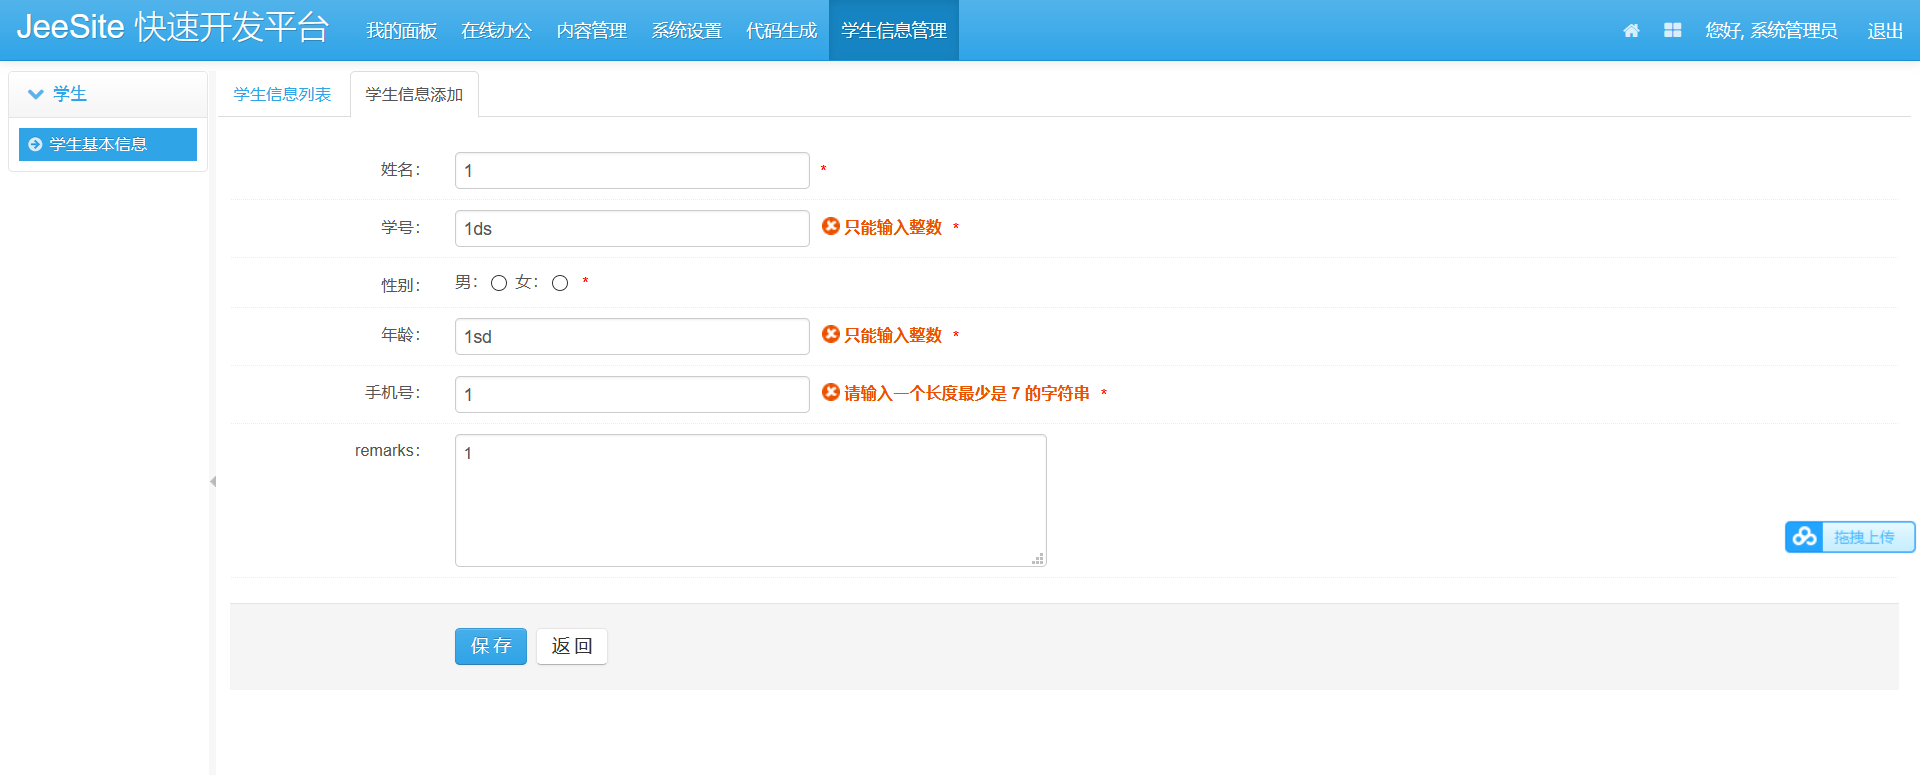 JeeSite 快速开发平台 我的面板 在线办公 内容管理 系统设置 代码生成 学生信息管理 您好, 系统管理员 退出
学生
学生基本信息
学生信息列表 学生信息添加
姓名： 1 *
学号： 1ds 只能输入整数 *
性别： 男： 女： *
年龄： 1sd 只能输入整数 *
手机号： 1 请输入一个长度最少是 7 的字符串 *
remarks： 1
拖拽上传
保 存 返 回